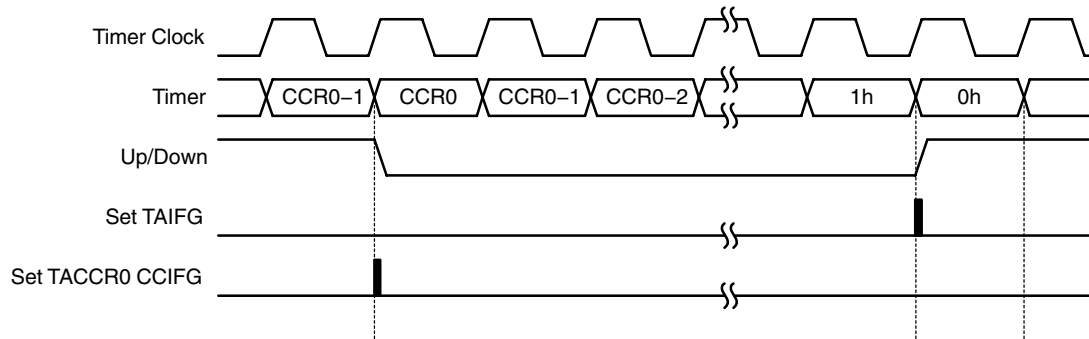 Timer Clock
Timer CCR0−1 CCR0 CCR0−1 CCR0−2 1h 0h
Up/Down
Set TAIFG
Set TACCR0 CCIFG